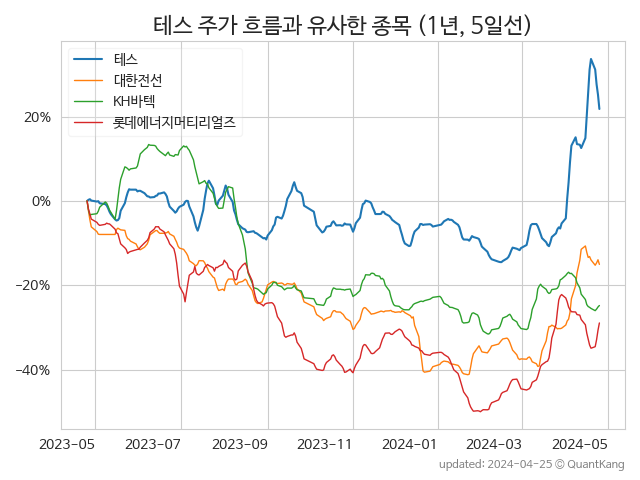 테스 주가 흐름과 유사한 종목 (1년, 5일선)
테스
대한전선
KH바텍
롯데에너지머티리얼즈
20%
0%
−20%
−40%
2023-05 2023-07 2023-09 2023-11 2024-01 2024-03 2024-05
updated: 2024-04-25 © QuantKang